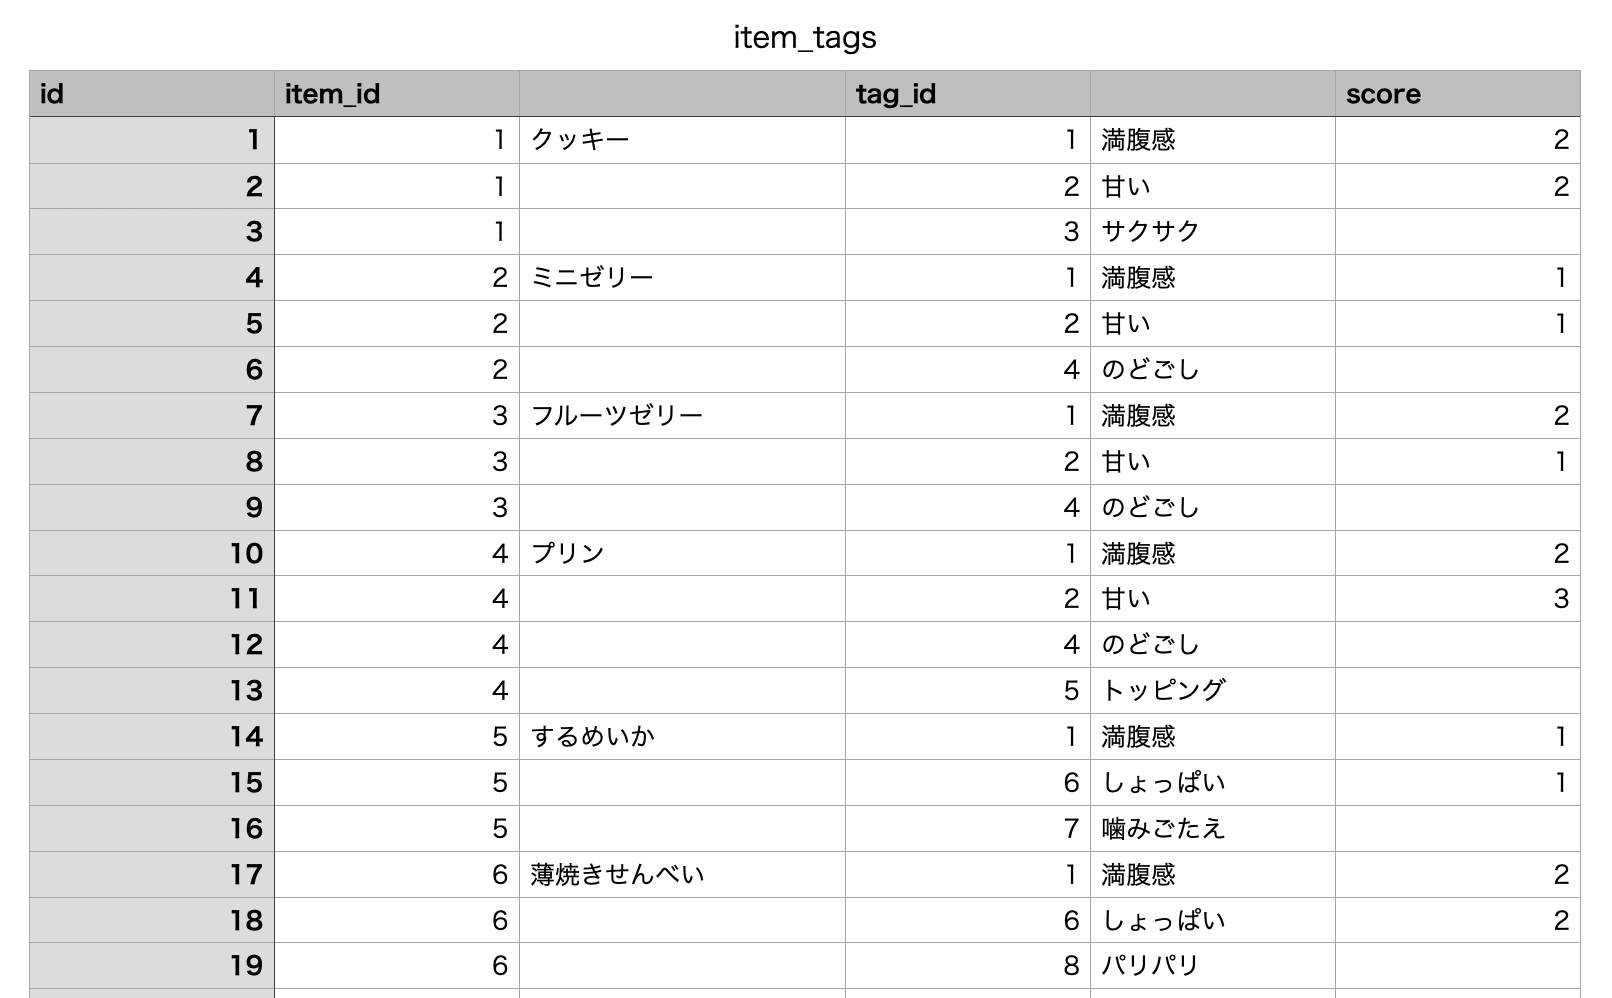 item_tags
id item_id tag_id score
1 1 クッキー 1 満腹感 2
2 1 2 甘い 2
3 1 3 サクサク
4 2 ミニゼリー 1 満腹感 1
5 2 2 甘い 1
6 2 4 のどごし
7 3 フルーツゼリー 1 満腹感 2
8 3 2 甘い 1
9 3 4 のどごし
10 4 プリン 1 満腹感 2
11 4 2 甘い 3
12 4 4 のどごし
13 4 5 トッピング
14 5 するめいか 1 満腹感 1
15 5 6 しょっぱい 1
16 5 7 噛みごたえ
17 6 薄焼きせんべい 1 満腹感 2
18 6 6 しょっぱい 2
19 6 8 パリパリ